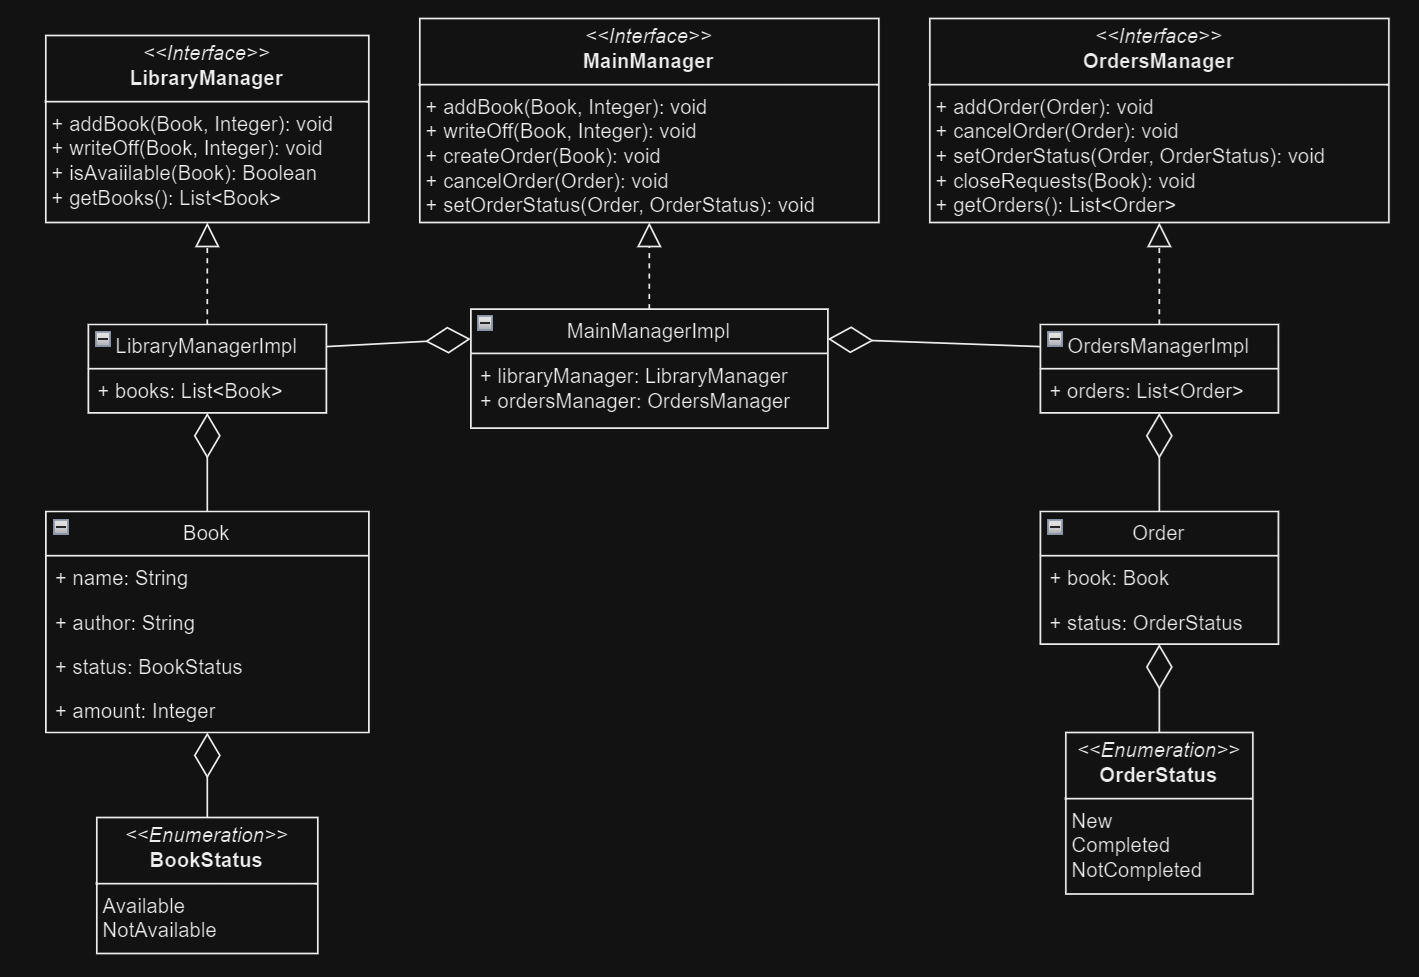 <<Interface>>
LibraryManager
+ addBook(Book, Integer): void
+ writeOff(Book, Integer): void
+ isAvaiilable(Book): Boolean
+ getBooks(): List<Book>
<<Interface>>
MainManager
+ addBook(Book, Integer): void
+ writeOff(Book, Integer): void
+ createOrder(Book): void
+ cancelOrder(Order): void
+ setOrderStatus(Order, OrderStatus): void
<<Interface>>
OrdersManager
+ addOrder(Order): void
+ cancelOrder(Order): void
+ setOrderStatus(Order, OrderStatus): void
+ closeRequests(Book): void
+ getOrders(): List<Order>
LibraryManagerImpl
+ books: List<Book>
MainManagerImpl
+ libraryManager: LibraryManager
+ ordersManager: OrdersManager
OrdersManagerImpl
+ orders: List<Order>
Book
+ name: String
+ author: String
+ status: BookStatus
+ amount: Integer
Order
+ book: Book
+ status: OrderStatus
<<Enumeration>>
BookStatus
Available
NotAvailable
<<Enumeration>>
OrderStatus
New
Completed
NotCompleted